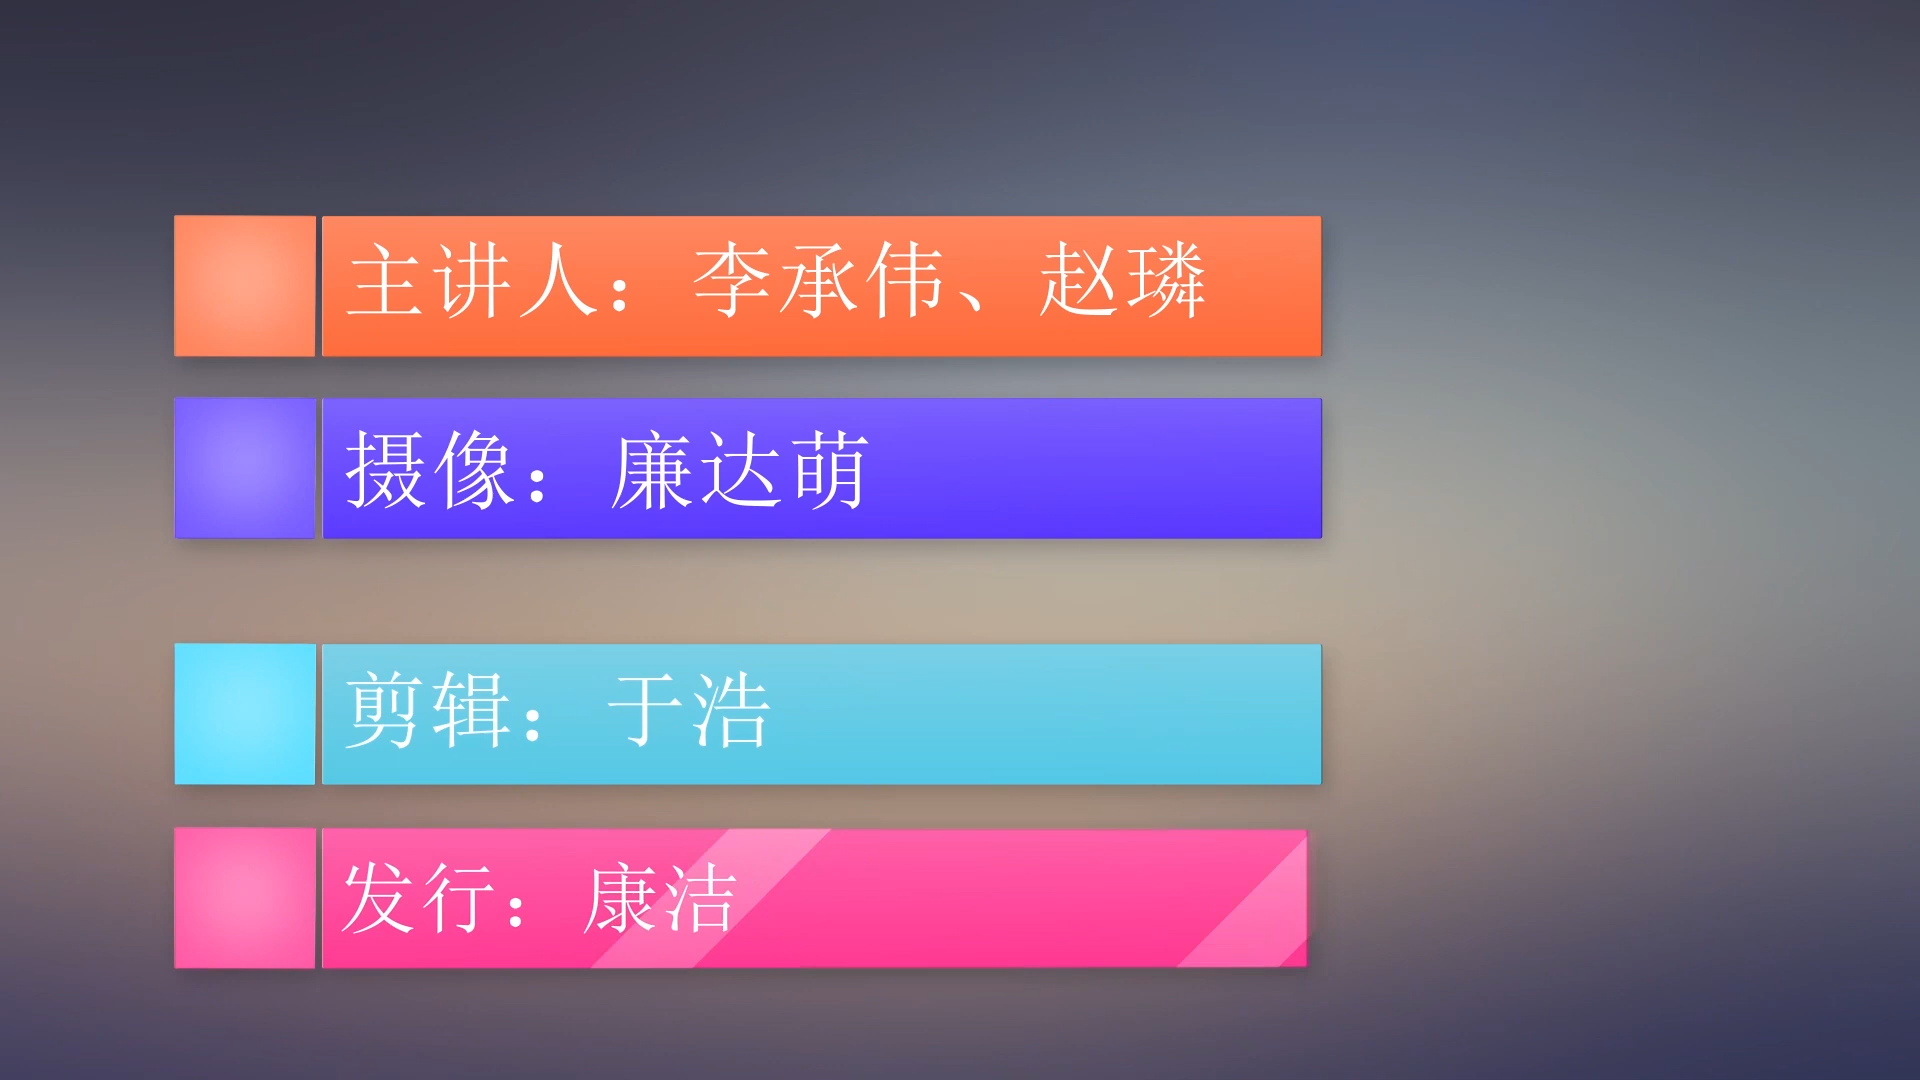 主讲人：李承伟、赵璘
摄像：廉达萌
剪辑：于浩
发行：康洁